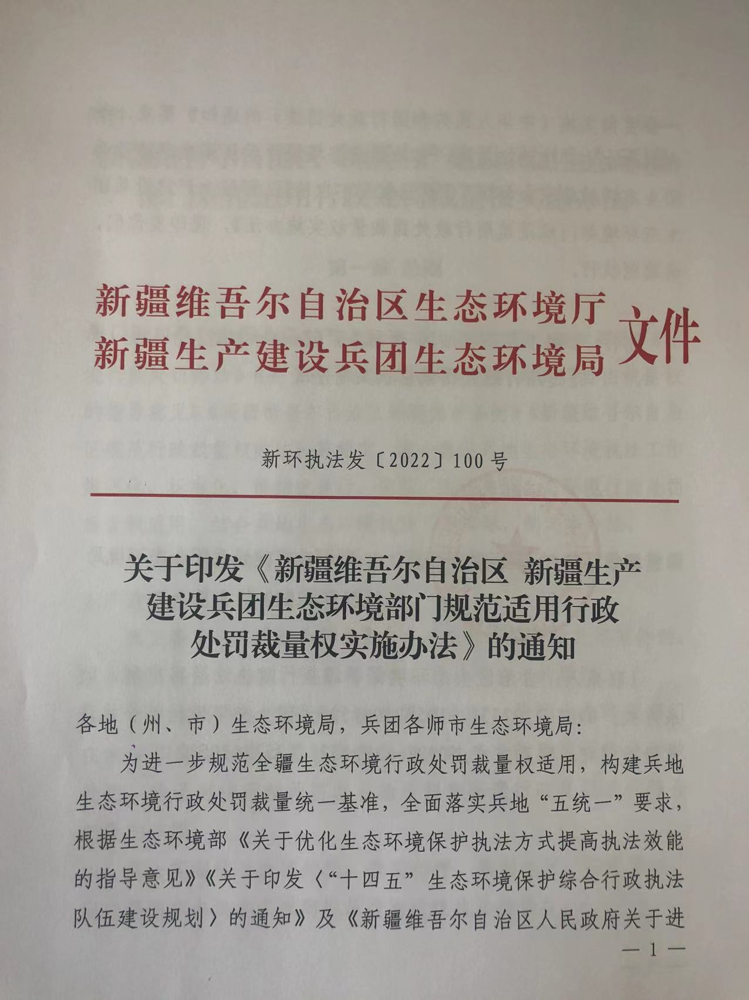 新疆维吾尔自治区生态环境厅
新疆生产建设兵团生态环境局
文件
新环执法发〔2022〕100号
关于印发《新疆维吾尔自治区 新疆生产
建设兵团生态环境部门规范适用行政
处罚裁量权实施办法》的通知
各地（州、市）生态环境局，兵团各师市生态环境局：
为进一步规范全疆生态环境行政处罚裁量权适用，构建兵地
生态环境行政处罚裁量统一基准，全面落实兵地“五统一”要求，
根据生态环境部《关于优化生态环境保护执法方式提高执法效能
的指导意见》《关于印发〈“十四五”生态环境保护综合行政执法
队伍建设规划〉的通知》及《新疆维吾尔自治区人民政府关于进
— 1 —